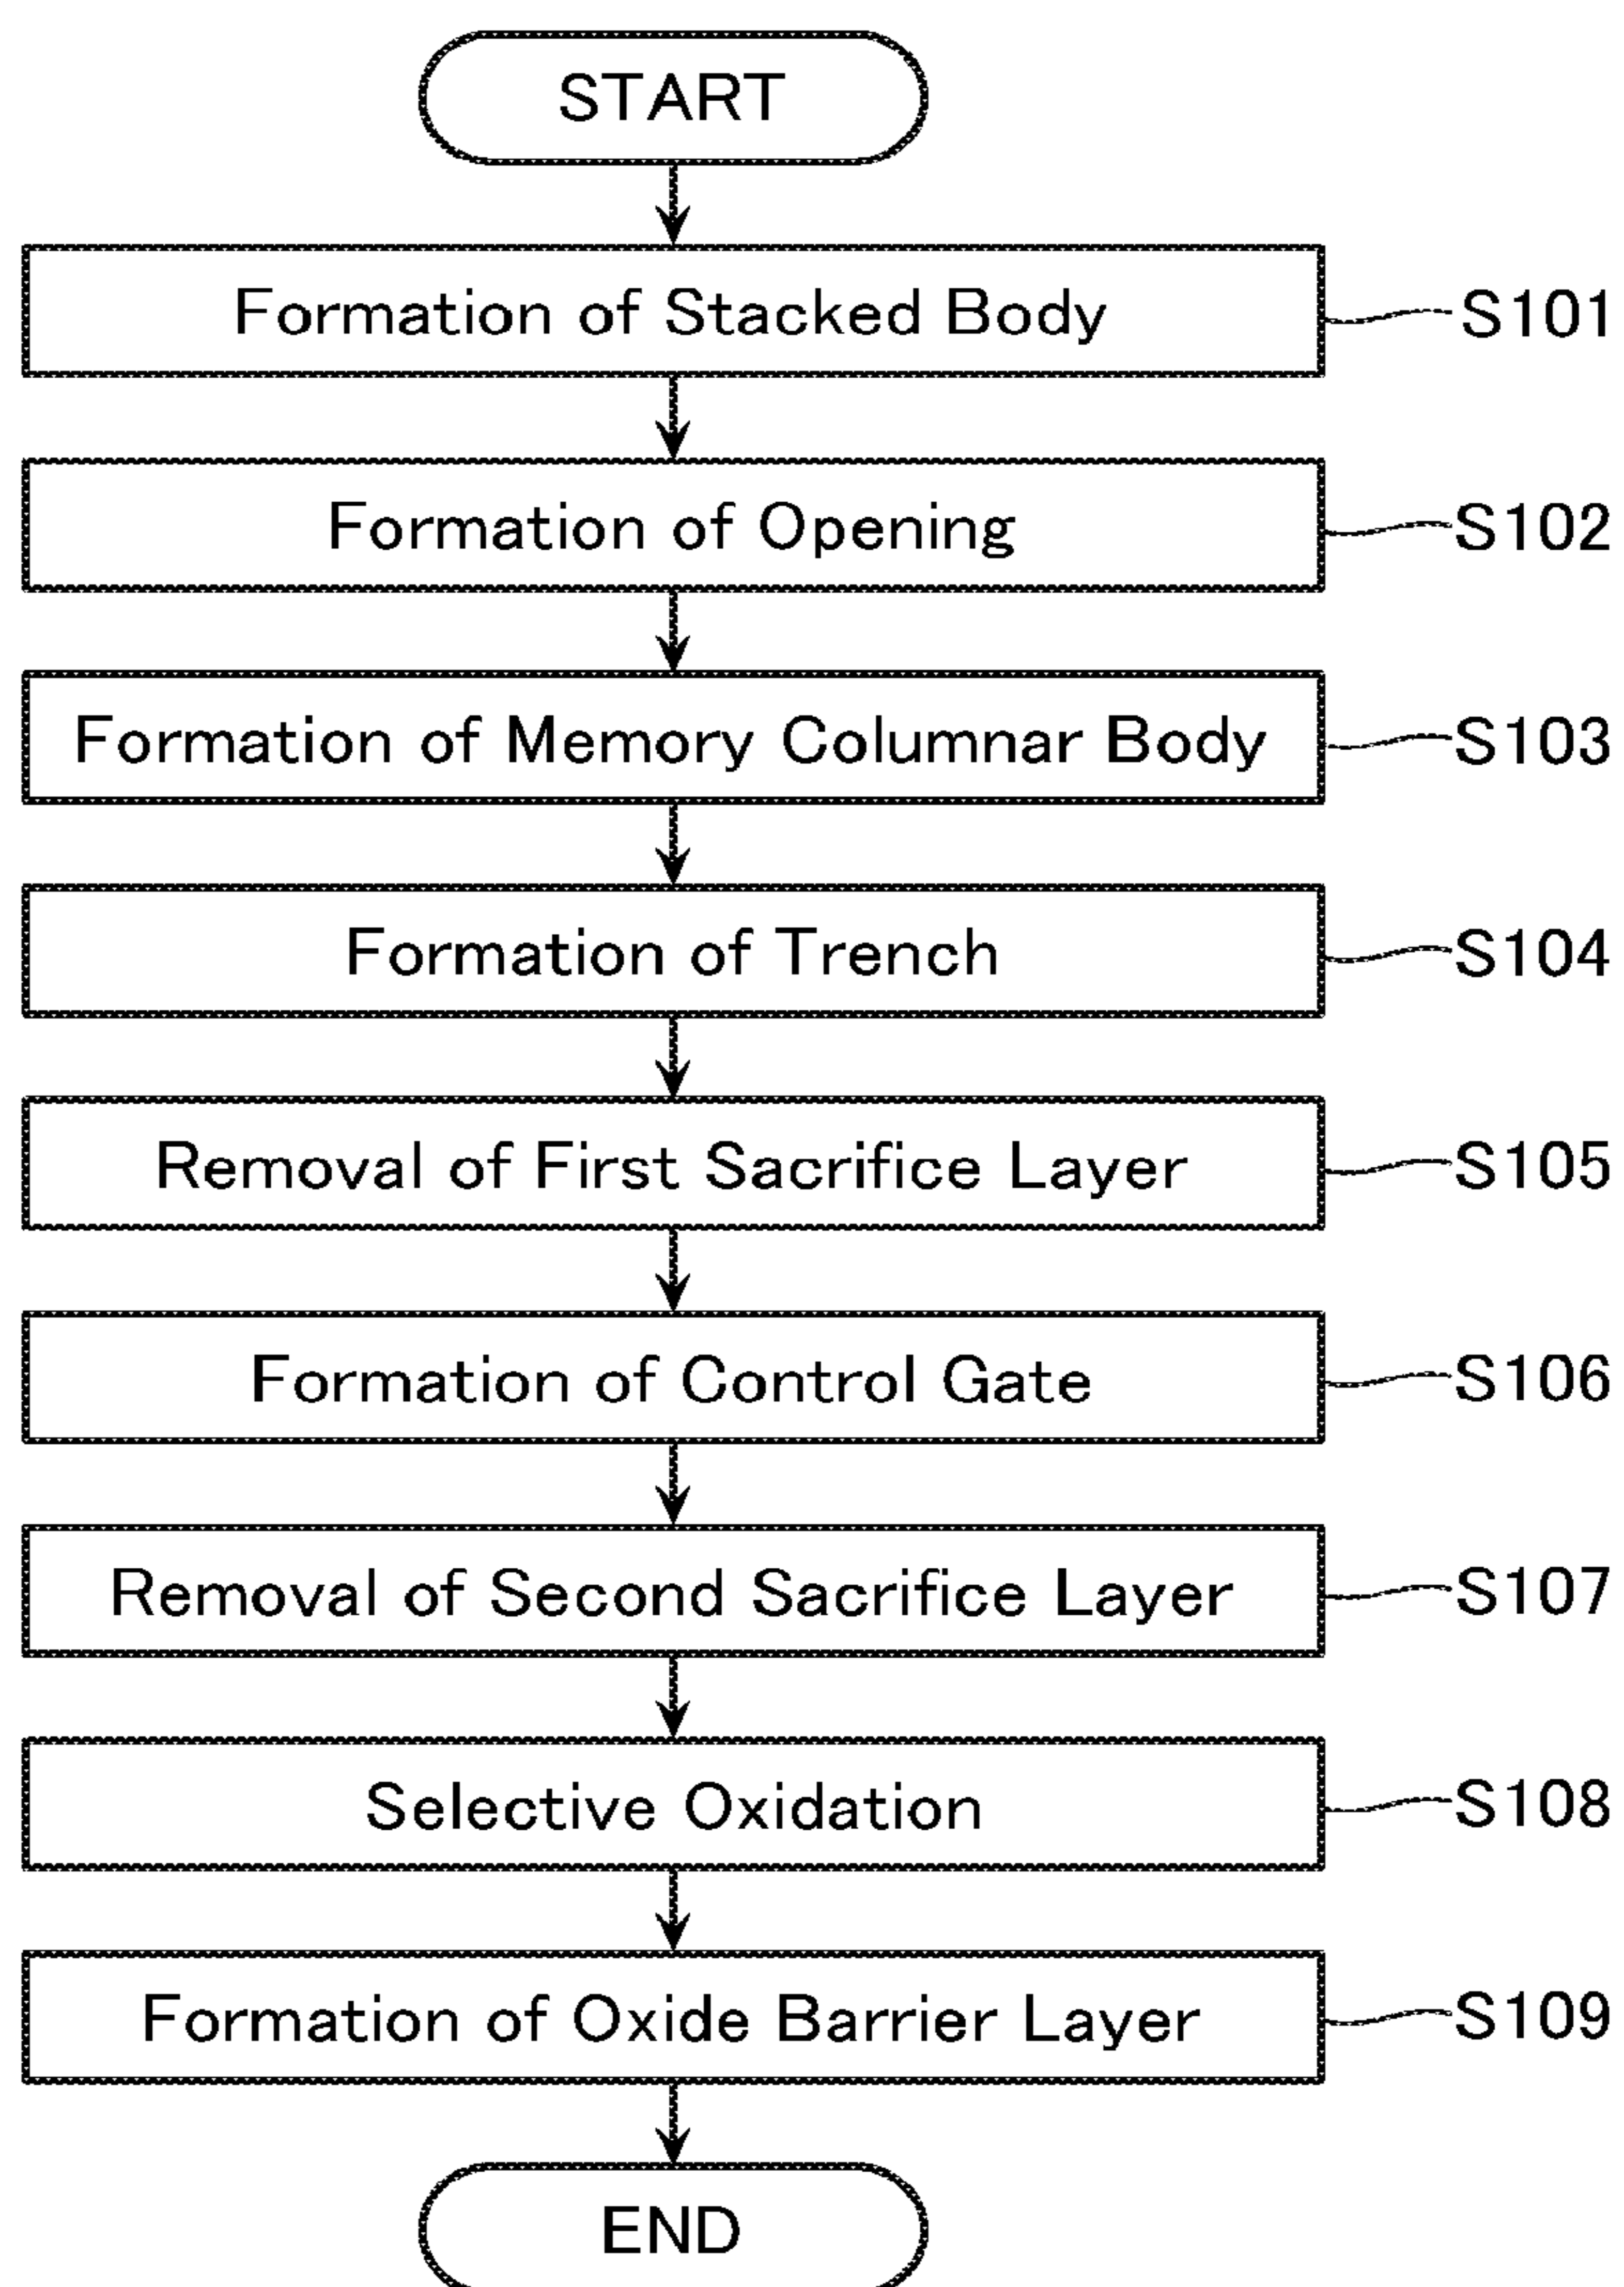 START
Formation of Stacked Body
S101
Formation of Opening
S102
Formation of Memory Columnar Body
S103
Formation of Trench
S104
Removal of First Sacrifice Layer
S105
Formation of Control Gate
S106
Removal of Second Sacrifice Layer
S107
Selective Oxidation
S108
Formation of Oxide Barrier Layer
S109
END